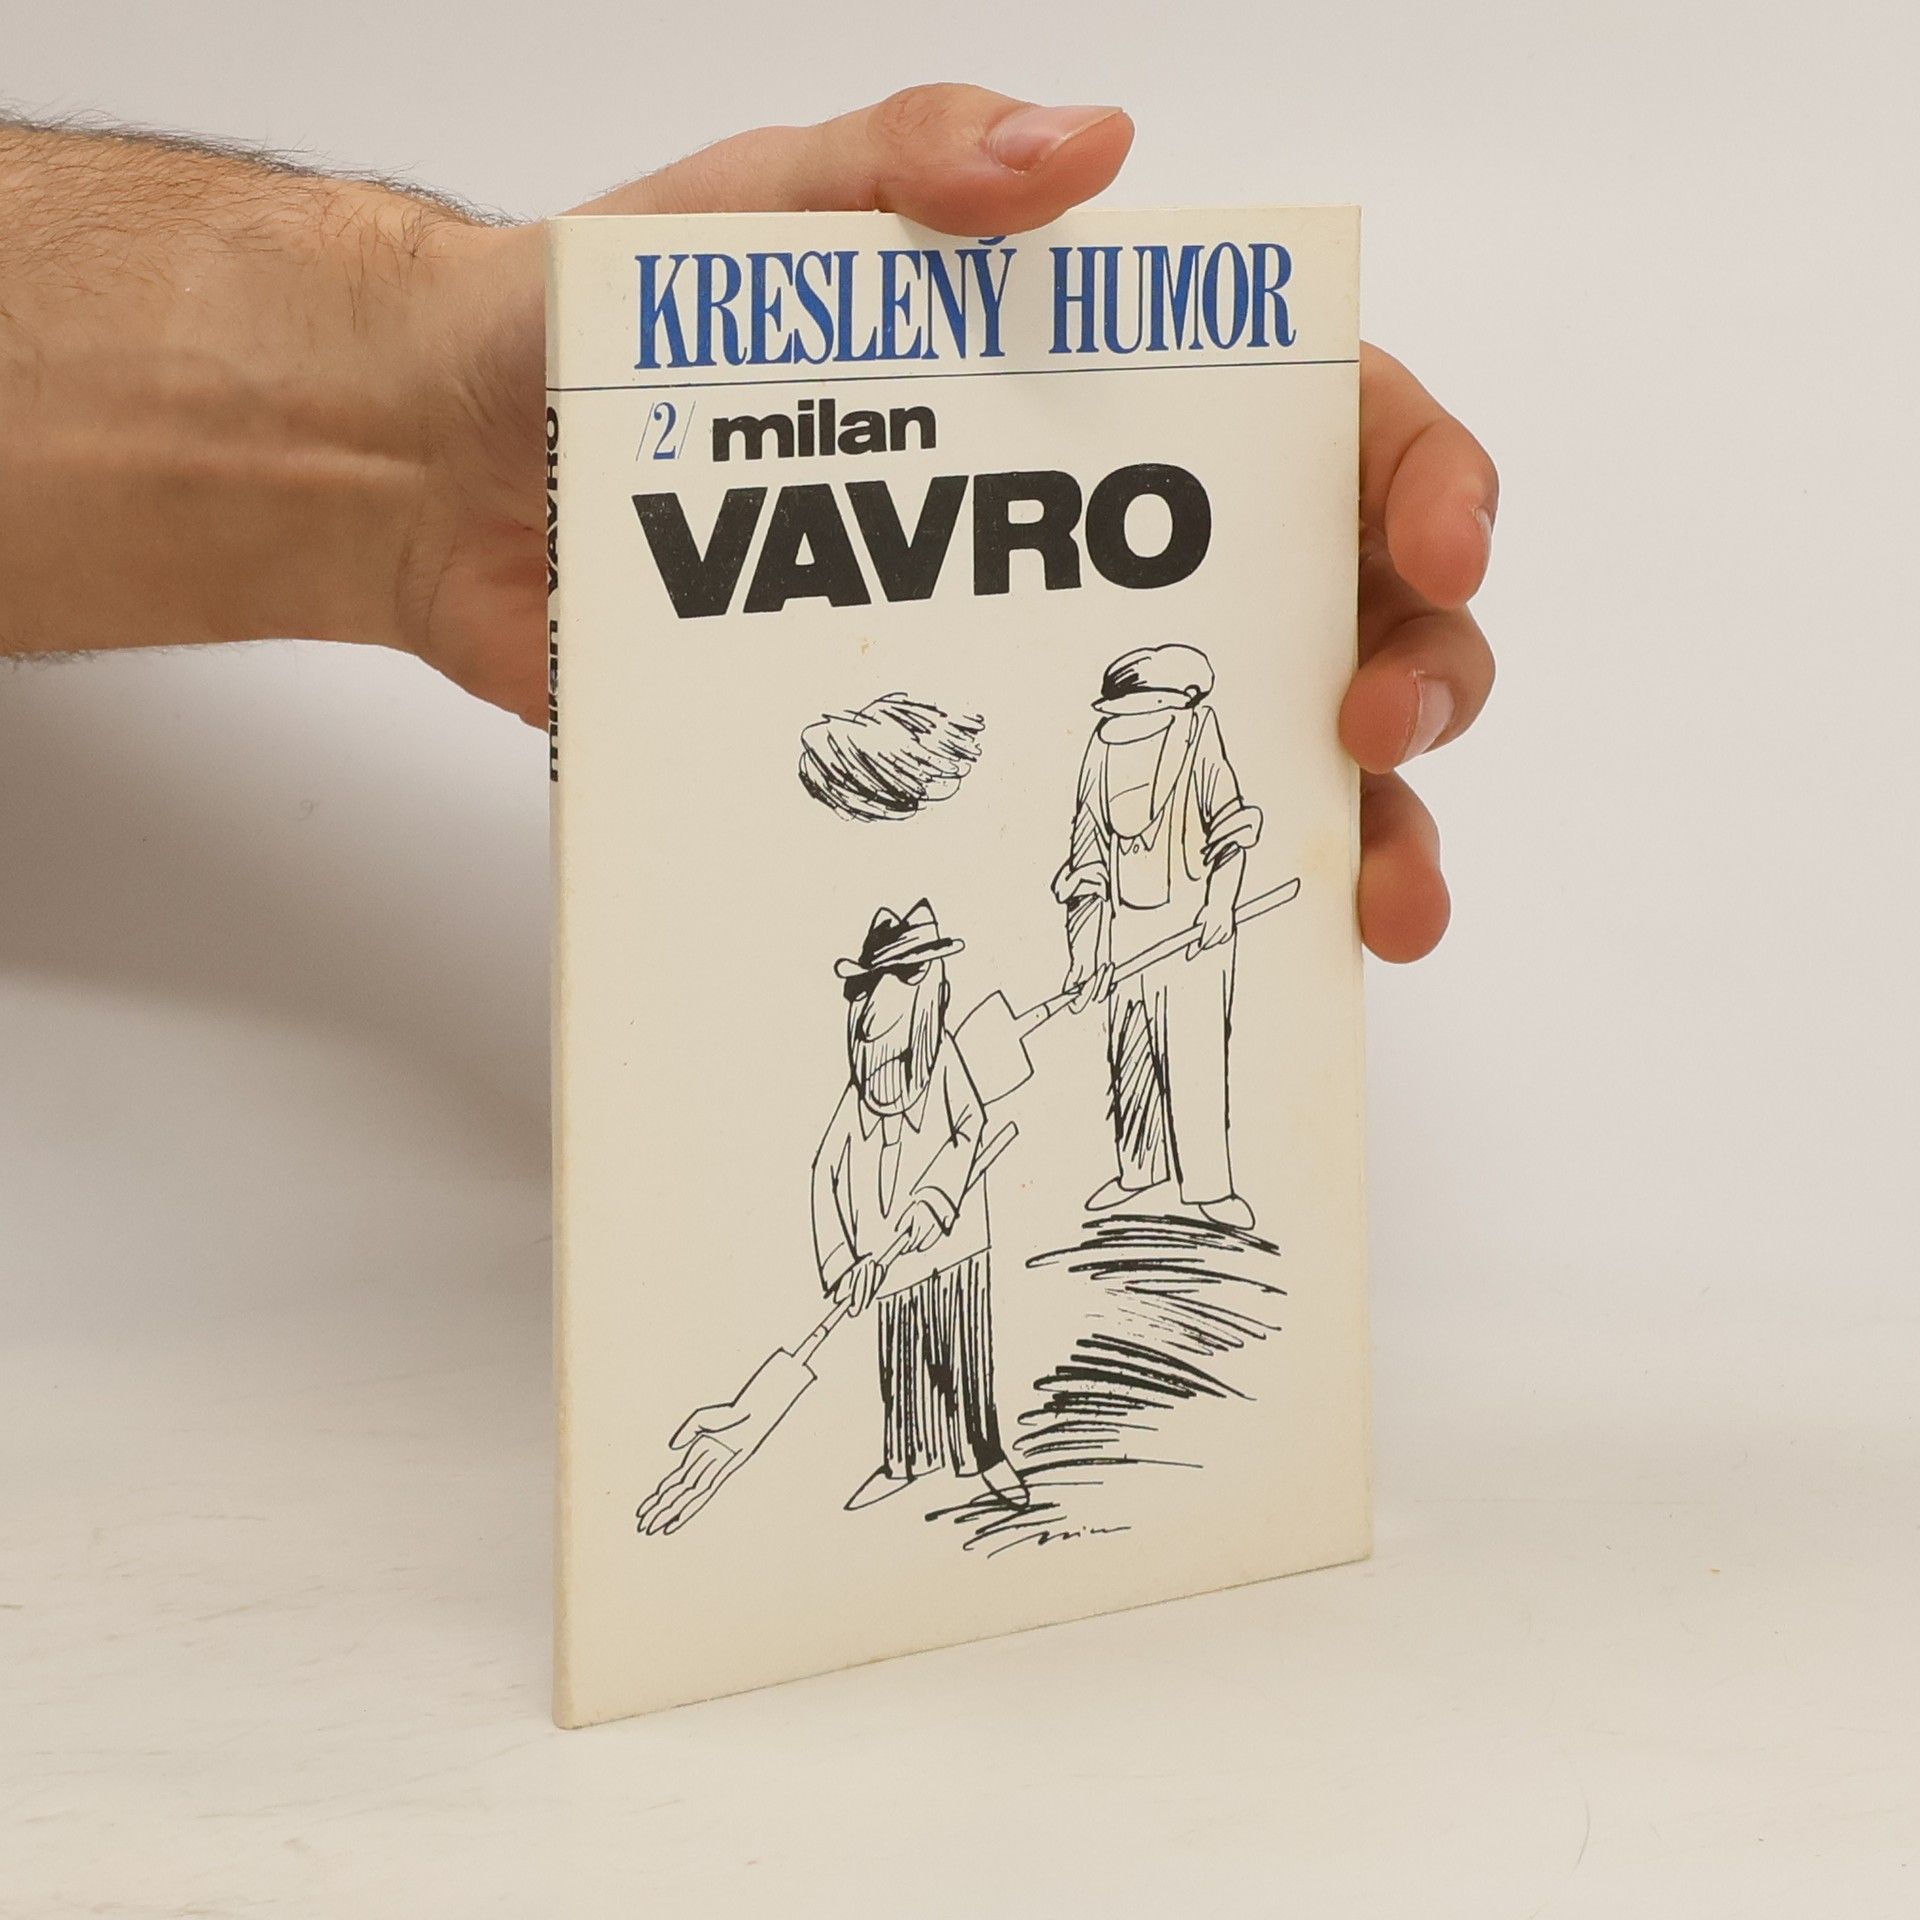 KRESLENÝ HUMOR
/2/ milan
VAVRO
milan VAVRO